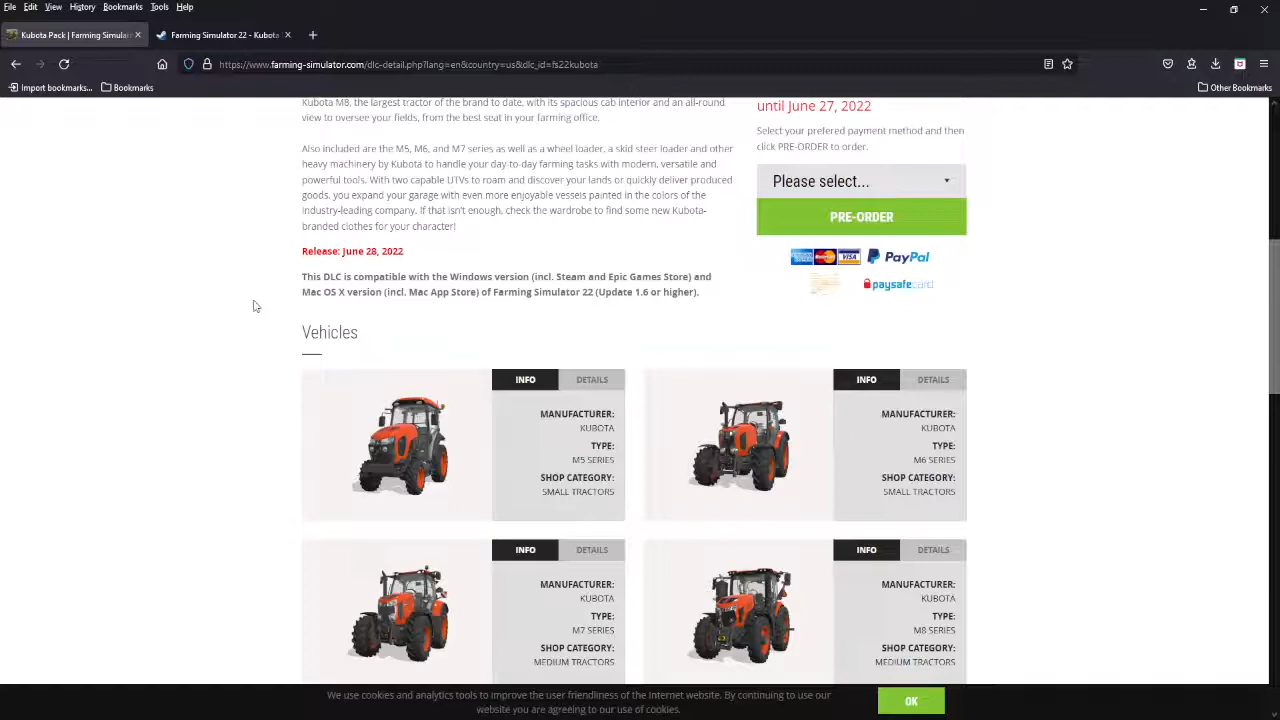 File Edit View History Bookmarks Tools Help
Kubota Pack | Farming Simulat
Farming Simulator 22 - Kubota
https://www.farming-simulator.com/dlc-detail.php?lang=en&country=us&dlc_id=fs22kubota
Import bookmarks... Bookmarks
Other Bookmarks
Kubota M8, the largest tractor of the brand to date, with its spacious cab interior and an all-round
view to oversee your fields, from the best seat in your farming office.
Also included are the M5, M6, and M7 series as well as a wheel loader, a skid steer loader and other
heavy machinery by Kubota to handle your day-to-day farming tasks with modern, versatile and
powerful tools. With two capable UTVs to roam and discover your lands or quickly deliver produced
goods, you expand your garage with even more enjoyable vessels painted in the colors of the
industry-leading company. If that isn't enough, check the wardrobe to find some new Kubota-
branded clothes for your character!
Release: June 28, 2022
This DLC is compatible with the Windows version (incl. Steam and Epic Games Store) and
Mac OS X version (incl. Mac App Store) of Farming Simulator 22 (Update 1.6 or higher).
until June 27, 2022
Select your prefered payment method and then
click PRE-ORDER to order.
Please select...
PRE-ORDER
VISA PayPal
paysafecard
Vehicles
INFO DETAILS
MANUFACTURER:
KUBOTA
TYPE:
M5 SERIES
SHOP CATEGORY:
SMALL TRACTORS
INFO DETAILS
MANUFACTURER:
KUBOTA
TYPE:
M6 SERIES
SHOP CATEGORY:
SMALL TRACTORS
INFO DETAILS
MANUFACTURER:
KUBOTA
TYPE:
M7 SERIES
SHOP CATEGORY:
MEDIUM TRACTORS
INFO DETAILS
MANUFACTURER:
KUBOTA
TYPE:
M8 SERIES
SHOP CATEGORY:
MEDIUM TRACTORS
We use cookies and analytics tools to improve the user friendliness of the Internet website. By continuing to use our
website you are agreeing to our use of cookies.
OK